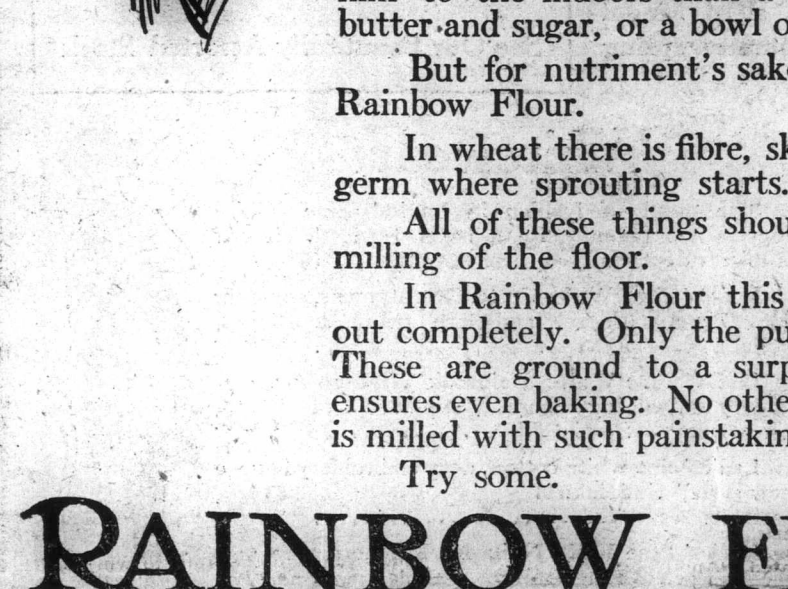 butter and sugar, or a bowl o
But for nutriment's sak
Rainbow Flour.
In wheat there is fibre, sk
germ where sprouting starts.
All of these things shou
milling of the floor.
In Rainbow Flour this
out completely. Only the pu
These are ground to a surp
ensures even baking. No othe
is milled with such painstakin
Try some.
RAINBOW F